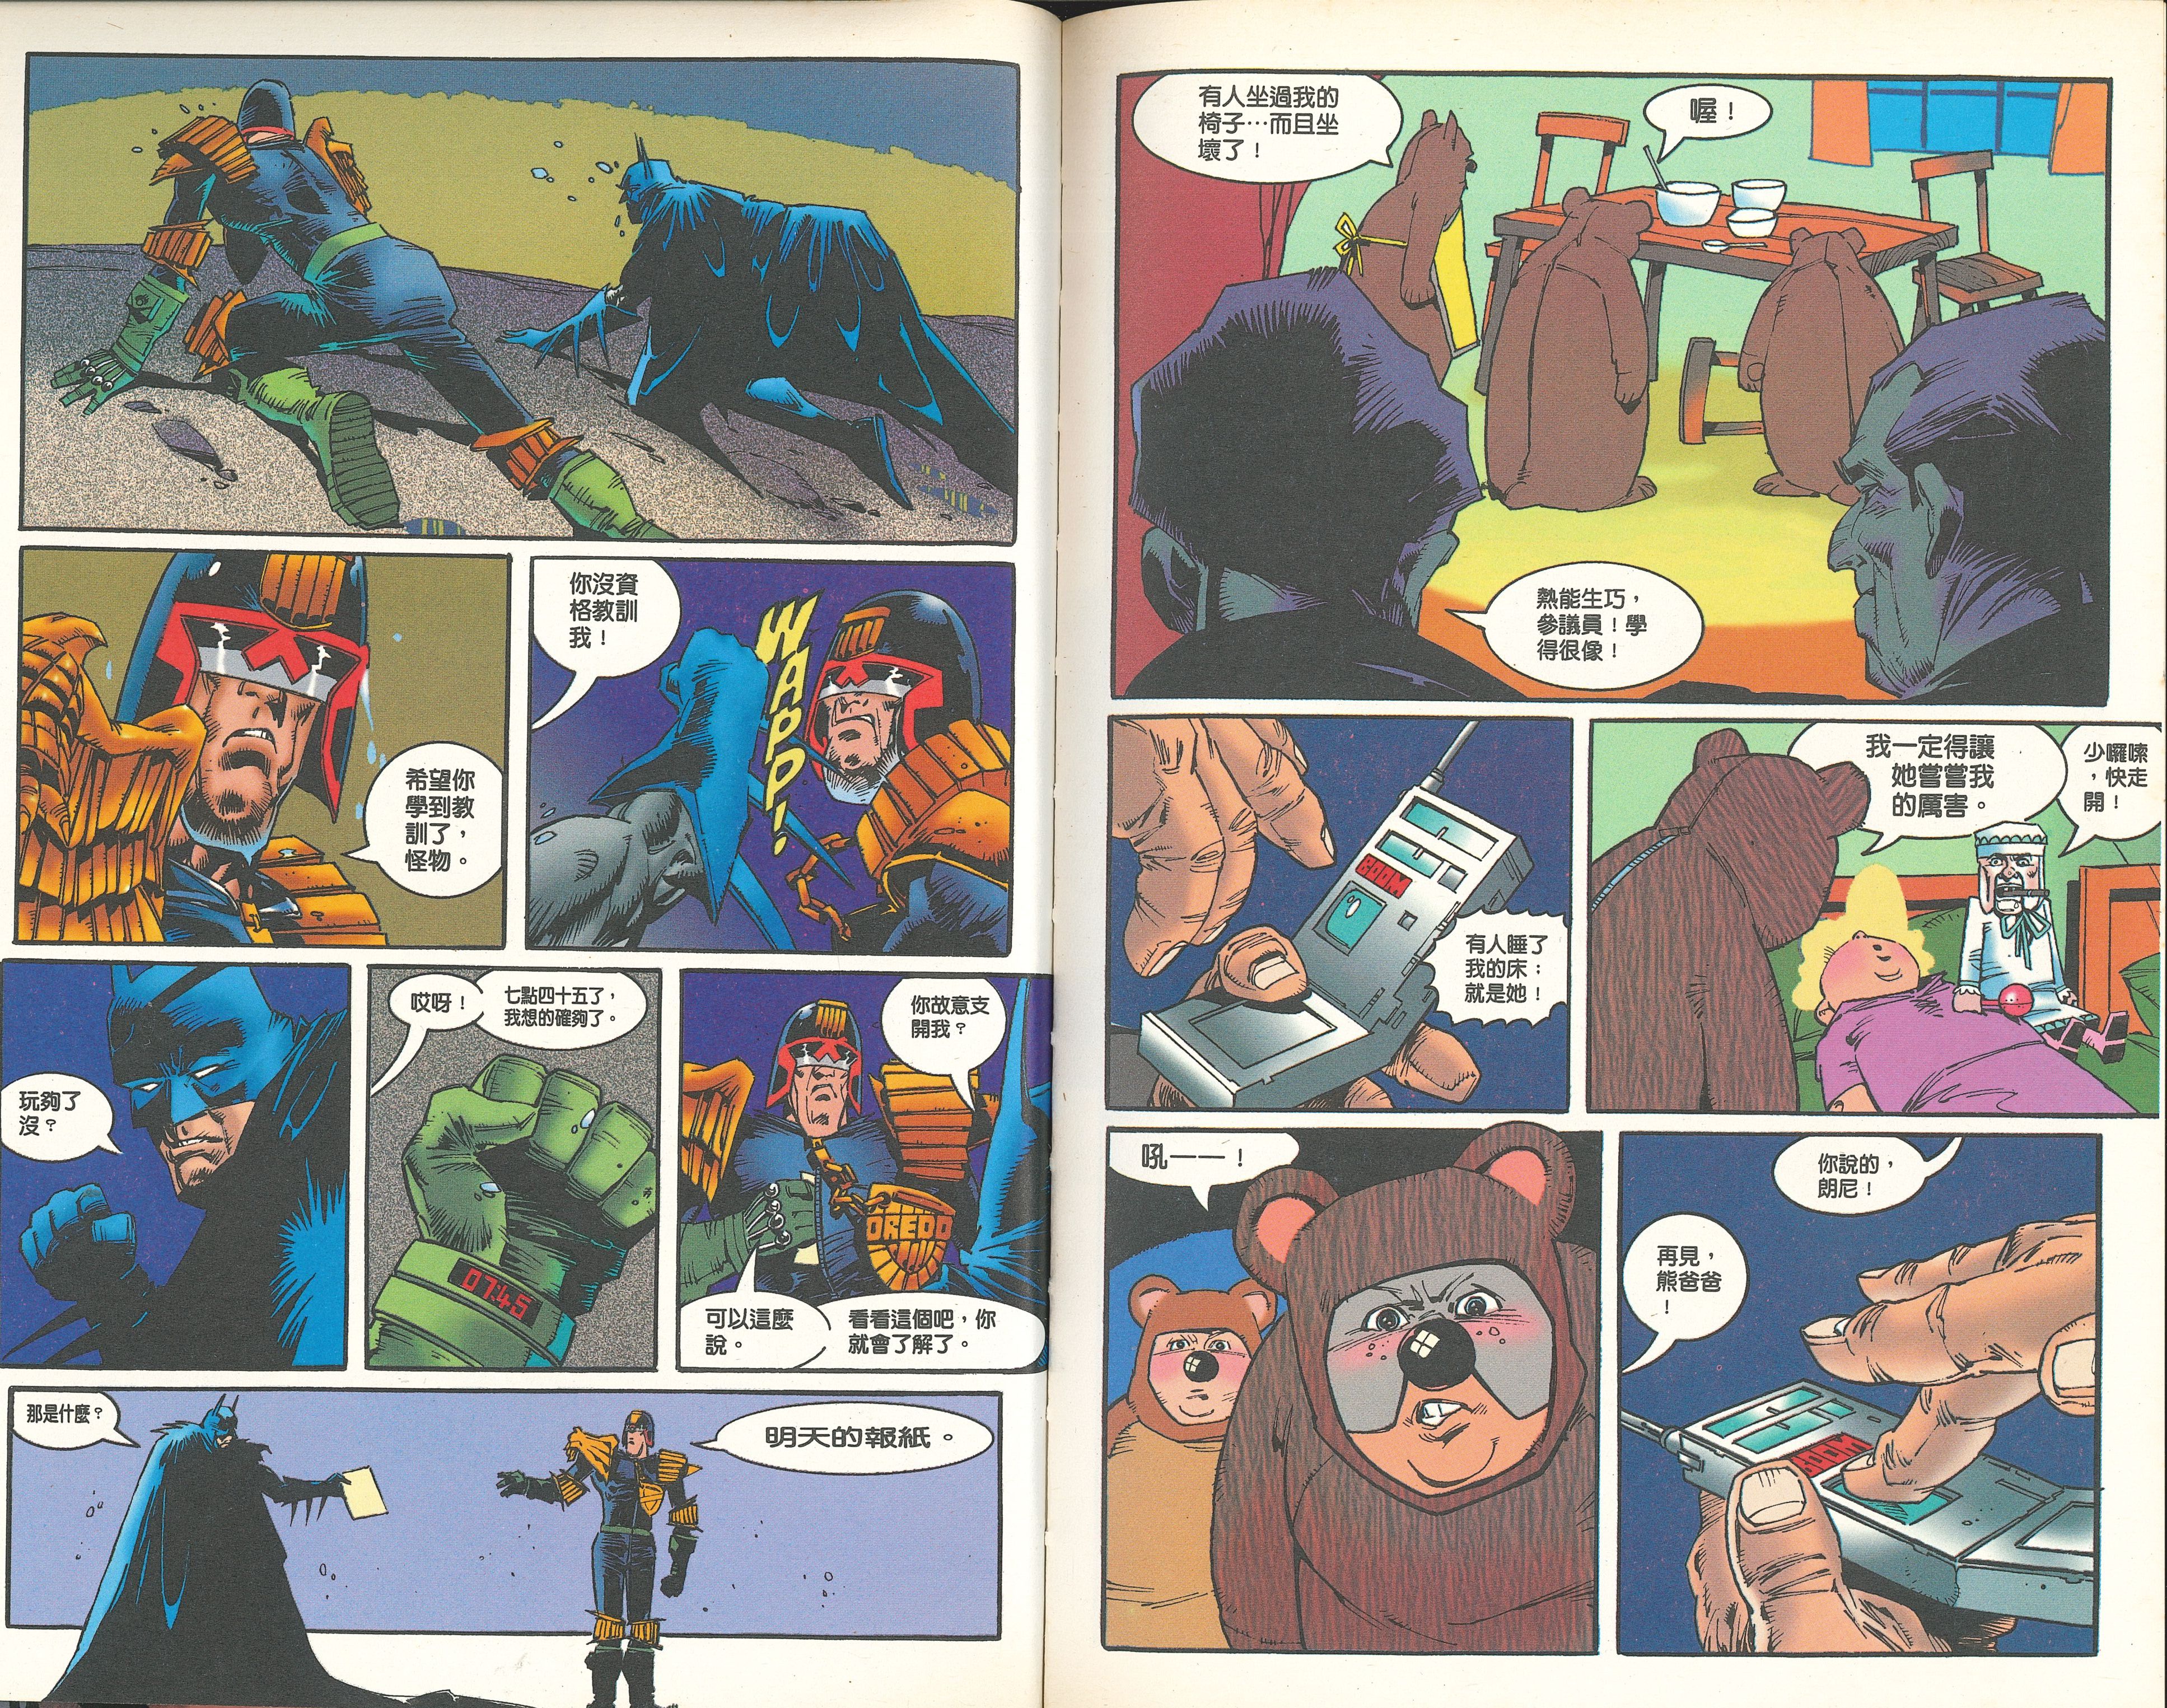 希望你
學到教
訓了，
怪物。
你沒資
格教訓
我！
WAPP!
玩夠了
沒？
哎呀！
七點四十五了，
我想的確夠了。
07:45
你故意支
開我？
DREDD
可以這麼
說。
看看這個吧，你
就會了解了。
那是什麼？
明天的報紙。
有人坐過我的
椅子…而且坐
壞了！
喔！
熟能生巧，
參議員！學
得很像！
BOOM
有人睡了
我的床：
就是她！
我一定得讓
她嘗嘗我
的厲害。
少囉嗦
，快走
開！
吼——！
你說的，
朗尼！
再見，
熊爸爸
！
BOOM